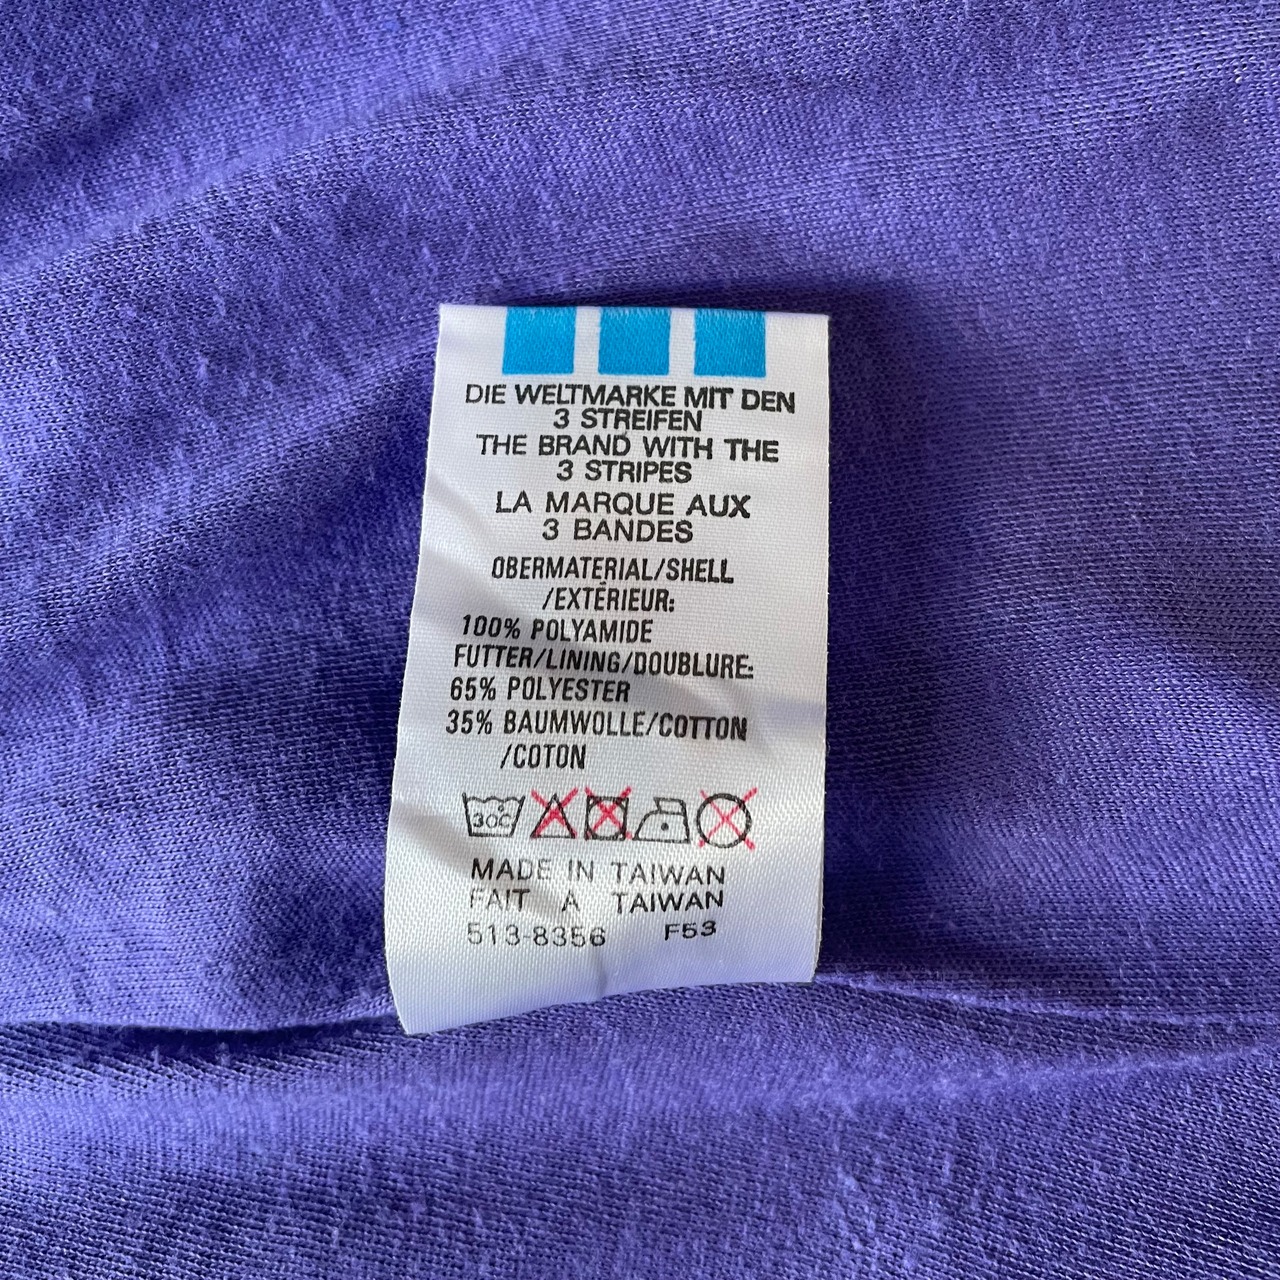 DIE WELTMARKE MIT DEN
3 STREIFEN
THE BRAND WITH THE
3 STRIPES
LA MARQUE AUX
3 BANDES
OBERMATERIAL/SHELL
/EXTÉRIEUR:
100% POLYAMIDE
FUTTER/LINING/DOUBLURE:
65% POLYESTER
35% BAUMWOLLE/COTTON
/COTON
30C
MADE IN TAIWAN
FAIT A TAIWAN
513-8356 F53